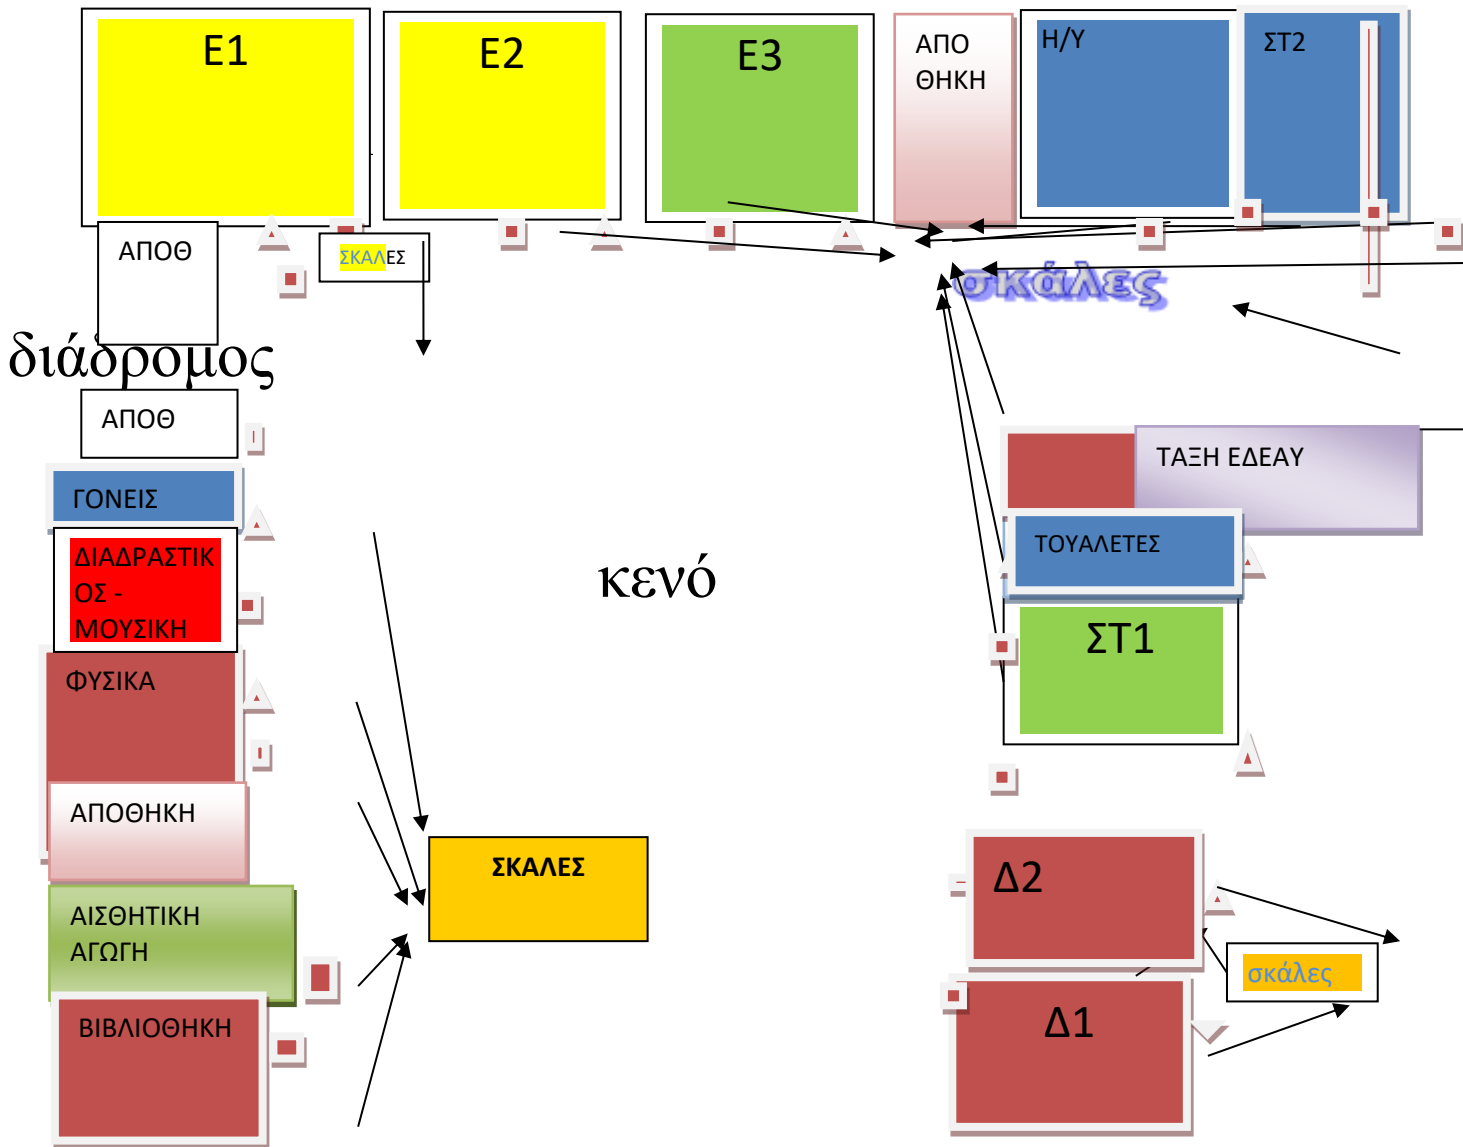 Ε1
Ε2
Ε3
ΑΠΟ
ΘΗΚΗ
Η/Υ
ΣΤ2
ΑΠΟΘ
ΣΚΑΛΕΣ
σκάλες
διάδρομος
ΑΠΟΘ
ΤΑΞΗ ΕΔΕΑΥ
ΓΟΝΕΙΣ
ΔΙΑΔΡΑΣΤΙΚ
ΟΣ -
ΜΟΥΣΙΚΗ
κενό
ΤΟΥΑΛΕΤΕΣ
ΣΤ1
ΦΥΣΙΚΑ
ΑΠΟΘΗΚΗ
ΣΚΑΛΕΣ
Δ2
ΑΙΣΘΗΤΙΚΗ
ΑΓΩΓΗ
σκάλες
ΒΙΒΛΙΟΘΗΚΗ
Δ1